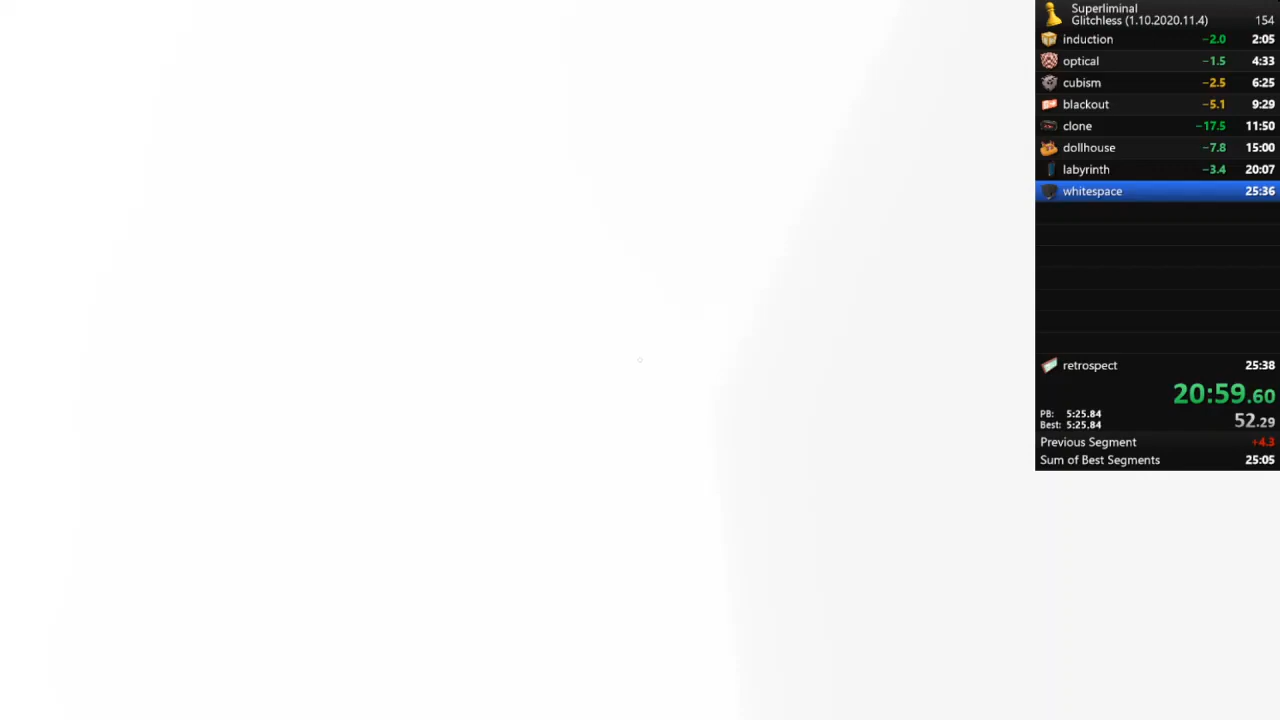 Superliminal
Glitchless (1.10.2020.11.4) 154
induction −2.0 2:05
optical −1.5 4:33
cubism −2.5 6:25
blackout −5.1 9:29
clone −17.5 11:50
dollhouse −7.8 15:00
labyrinth −3.4 20:07
whitespace 25:36
retrospect 25:38
20:59.60
PB: 5:25.84
Best: 5:25.84 52.29
Previous Segment +4.3
Sum of Best Segments 25:05